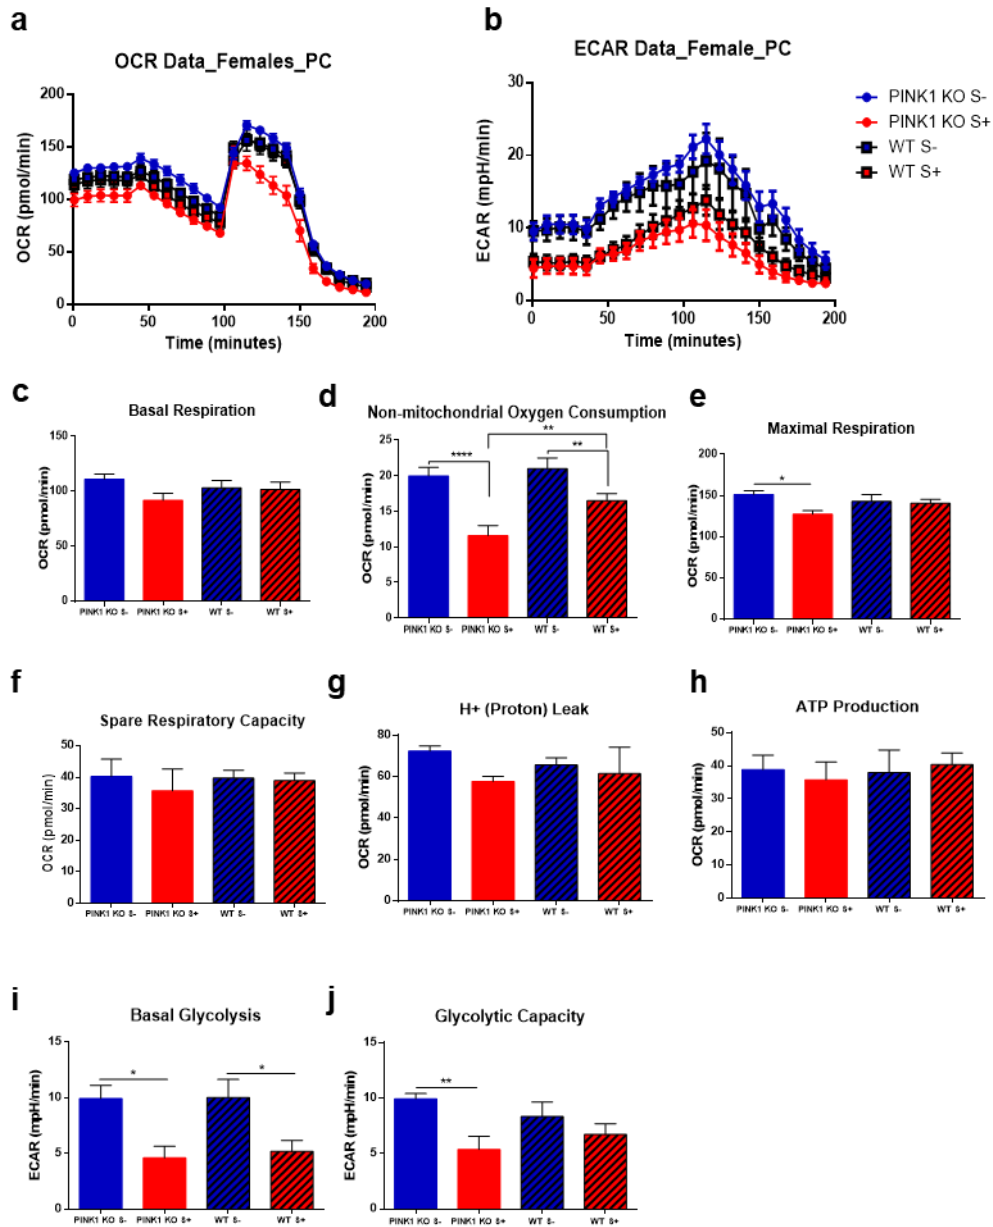 a
OCR Data_Females_PC
OCR (pmol/min)
200
150
100
50
0
0 50 100 150 200
Time (minutes)
b
ECAR Data_Female_PC
ECAR (mpH/min)
30
20
10
0
0 50 100 150 200
Time (minutes)
PINK1 KO S-
PINK1 KO S+
WT S-
WT S+
c
Basal Respiration
OCR (pmol/min)
150
100
50
0
PINK1 KO S- PINK1 KO S+ WT S- WT S+
d
Non-mitochondrial Oxygen Consumption
OCR (pmol/min)
25
20
15
10
5
0
**
**** **
PINK1 KO S- PINK1 KO S+ WT S- WT S+
e
Maximal Respiration
OCR (pmol/min)
200
150
100
50
0
*
PINK1 KO S- PINK1 KO S+ WT S- WT S+
f
Spare Respiratory Capacity
OCR (pmol/min)
50
40
30
20
10
0
PINK1 KO S- PINK1 KO S+ WT S- WT S+
g
H+ (Proton) Leak
OCR (pmol/min)
80
60
40
20
0
PINK1 KO S- PINK1 KO S+ WT S- WT S+
h
ATP Production
OCR (pmol/min)
50
40
30
20
10
0
PINK1 KO S- PINK1 KO S+ WT S- WT S+
i
Basal Glycolysis
ECAR (mpH/min)
15
10
5
0
* *
PINK1 KO S- PINK1 KO S+ WT S- WT S+
j
Glycolytic Capacity
ECAR (mpH/min)
15
10
5
0
**
PINK1 KO S- PINK1 KO S+ WT S- WT S+